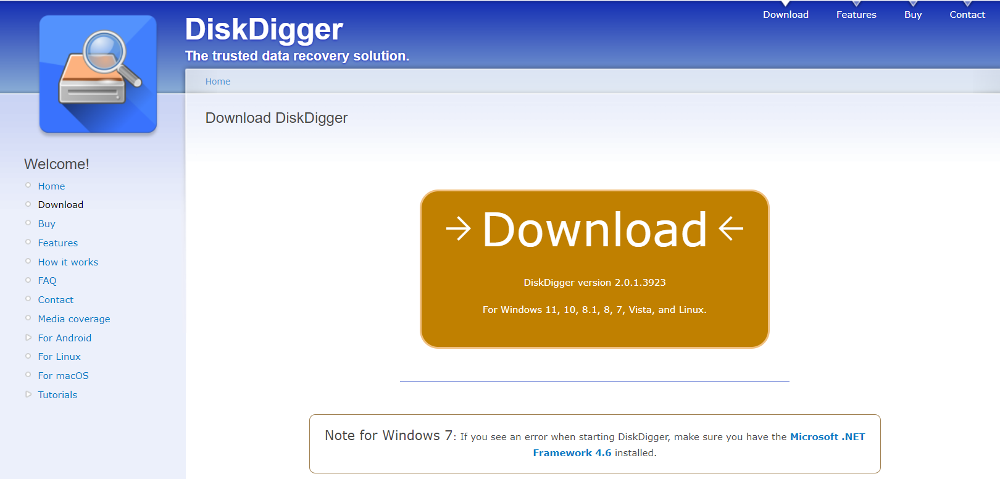 Download
Features
Buy
Contact
DiskDigger
The trusted data recovery solution.
Home
Download DiskDigger
Welcome!
Home
Download
Buy
Features
How it works
FAQ
Contact
Media coverage
For Android
For Linux
For macOS
Tutorials
→ Download ←
DiskDigger version 2.0.1.3923
For Windows 11, 10, 8.1, 8, 7, Vista, and Linux.
Note for Windows 7: If you see an error when starting DiskDigger, make sure you have the Microsoft .NET
Framework 4.6 installed.